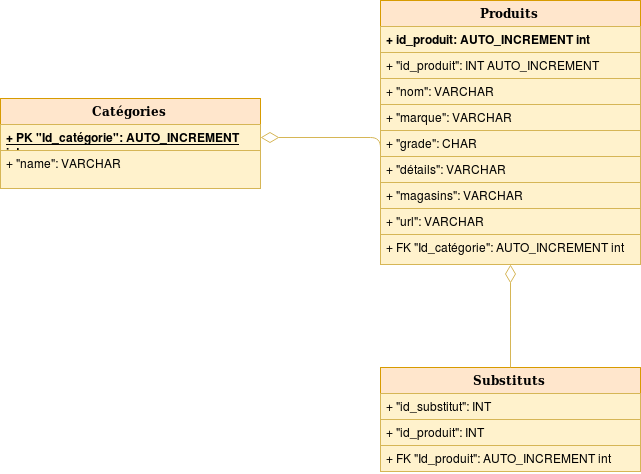 Produits
+ id_produit: AUTO_INCREMENT int
+ "id_produit": INT AUTO_INCREMENT
+ "nom": VARCHAR
+ "marque": VARCHAR
+ "grade": CHAR
+ "détails": VARCHAR
+ "magasins": VARCHAR
+ "url": VARCHAR
+ FK "Id_catégorie": AUTO_INCREMENT int
Catégories
+ PK "Id_catégorie": AUTO_INCREMENT
+ "name": VARCHAR
Substituts
+ "id_substitut": INT
+ "id_produit": INT
+ FK "Id_produit": AUTO_INCREMENT int